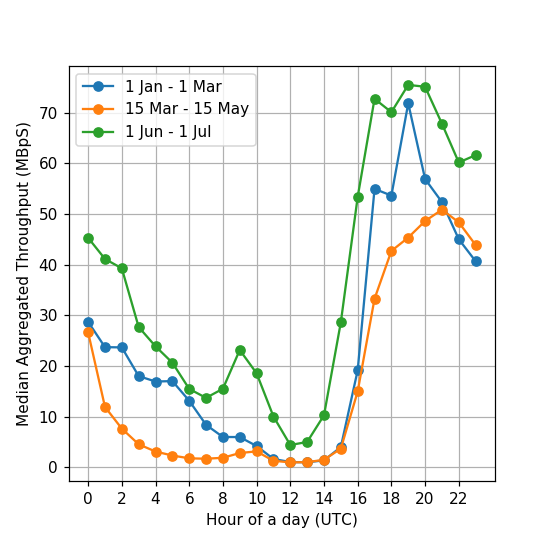 1 Jan - 1 Mar
15 Mar - 15 May
1 Jun - 1 Jul
Median Aggregated Throughput (MBpS)
70
60
50
40
30
20
10
0
0 2 4 6 8 10 12 14 16 18 20 22
Hour of a day (UTC)